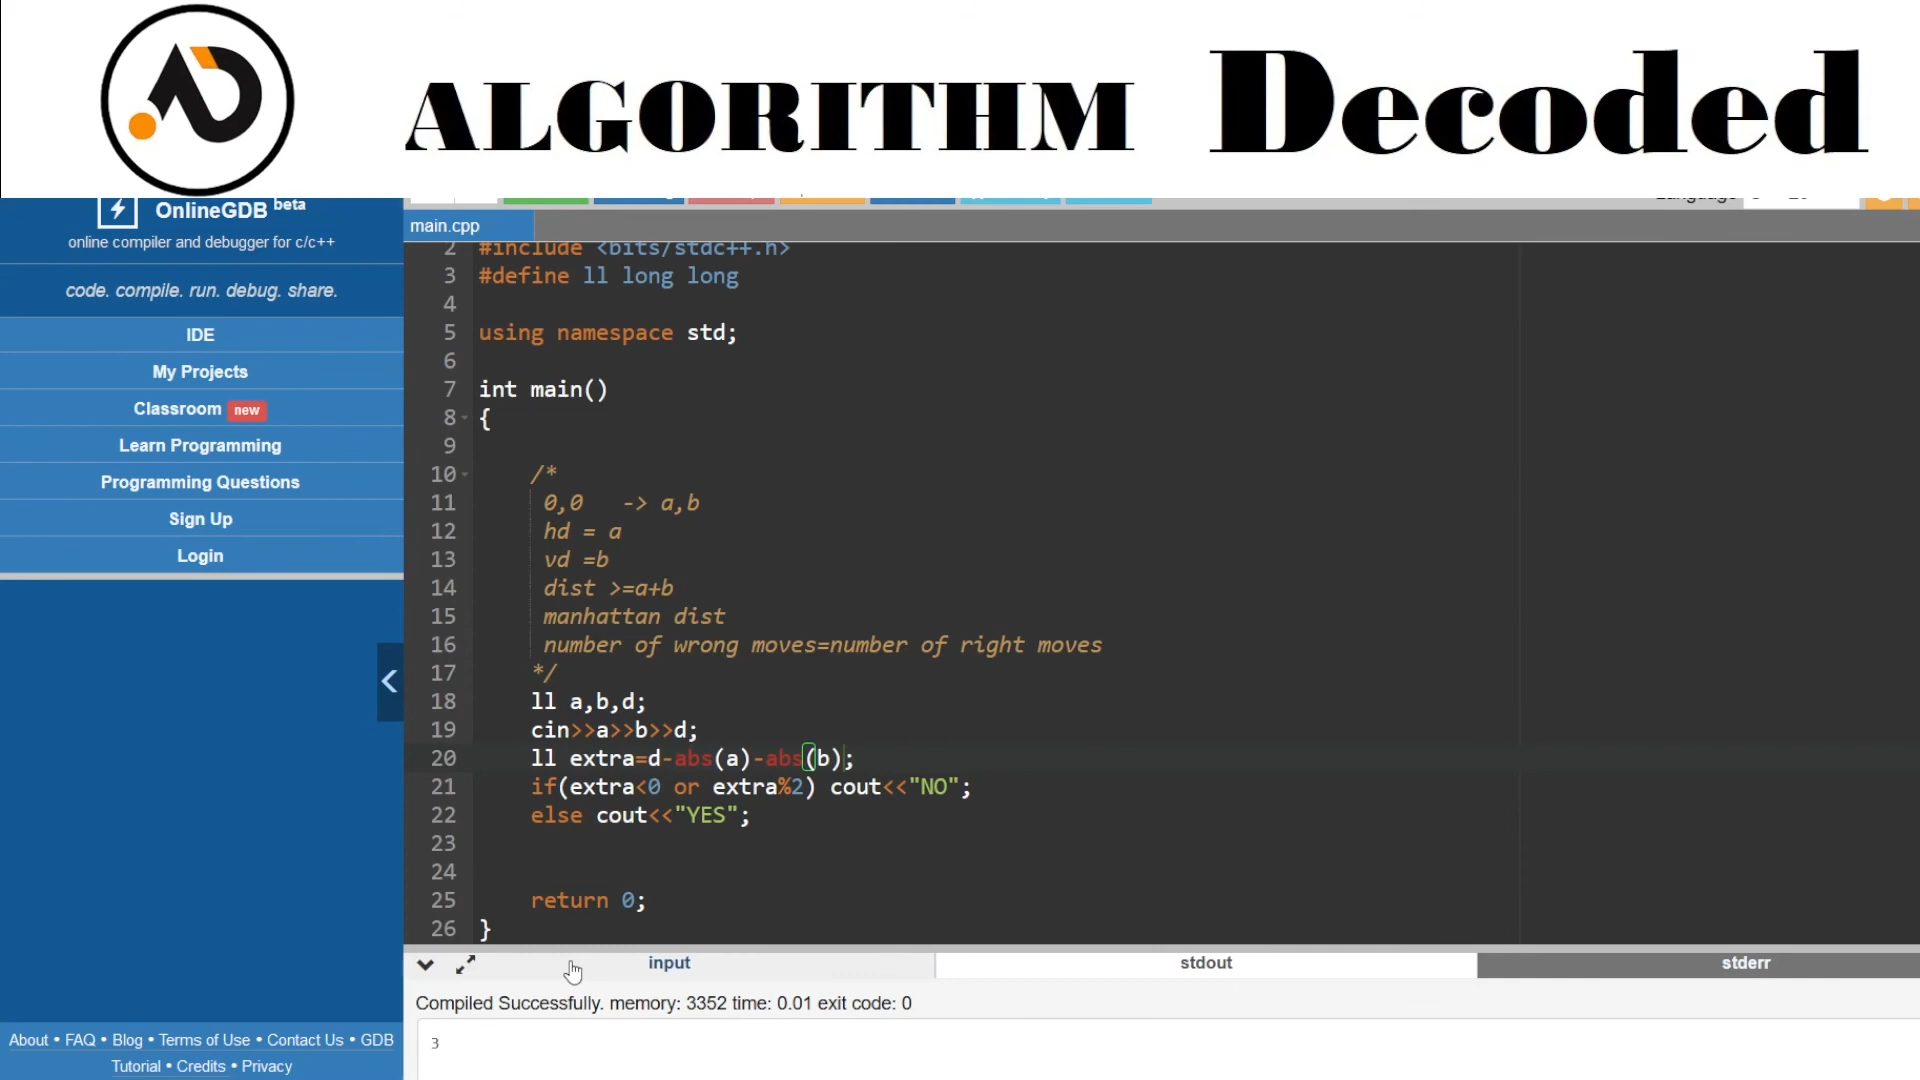 ALGORITHM Decoded
OnlineGDB beta
online compiler and debugger for c/c++
code. compile. run. debug. share.
IDE
My Projects
Classroom new
Learn Programming
Programming Questions
Sign Up
Login
About • FAQ • Blog • Terms of Use • Contact Us • GDB
Tutorial • Credits • Privacy
main.cpp
2 #include <bits/stdc++.h>
3 #define ll long long
4
5 using namespace std;
6
7 int main()
8 {
9
10 /*
11 0,0 -> a,b
12 hd = a
13 vd =b
14 dist >=a+b
15 manhattan dist
16 number of wrong moves=number of right moves
17 */
18 ll a,b,d;
19 cin>>a>>b>>d;
20 ll extra=d-abs(a)-abs(b);
21 if(extra<0 or extra%2) cout<<"NO";
22 else cout<<"YES";
23
24
25 return 0;
26 }
input stdout stderr
Compiled Successfully. memory: 3352 time: 0.01 exit code: 0
3